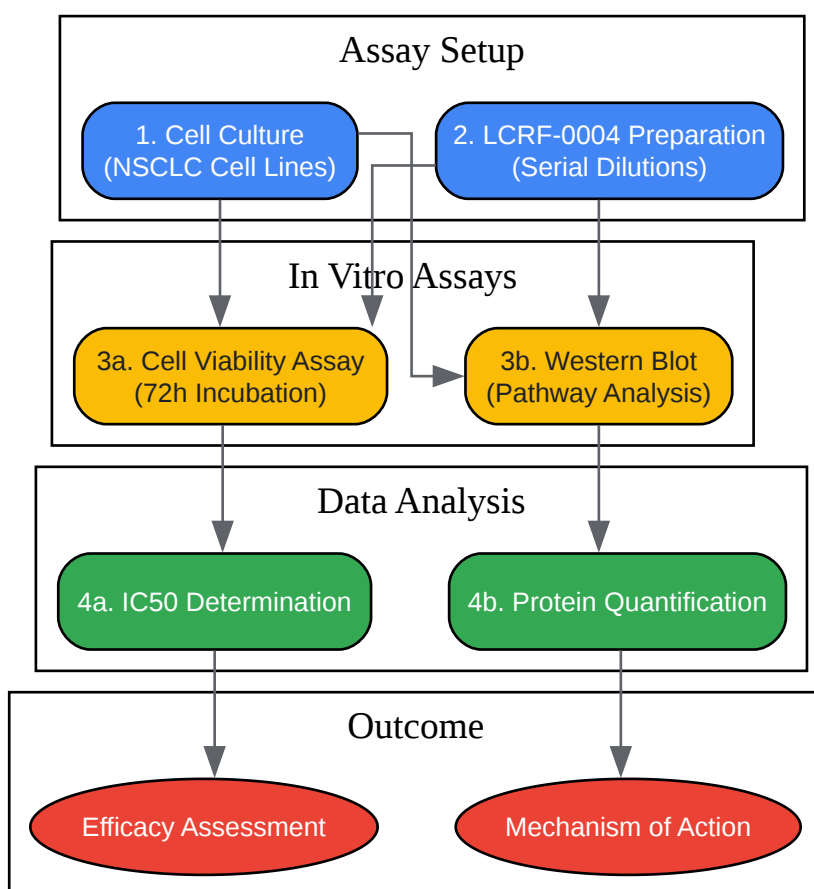 Assay Setup
1. Cell Culture
(NSCLC Cell Lines)
2. LCRF-0004 Preparation
(Serial Dilutions)
In Vitro Assays
3a. Cell Viability Assay
(72h Incubation)
3b. Western Blot
(Pathway Analysis)
Data Analysis
4a. IC50 Determination
4b. Protein Quantification
Outcome
Efficacy Assessment
Mechanism of Action